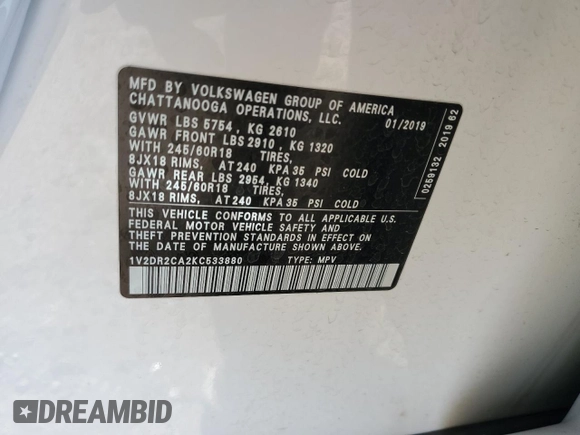 MFD BY VOLKSWAGEN GROUP OF AMERICA
CHATTANOOGA OPERATIONS, LLC.
01/2019
GVWR LBS 5754 , KG 2610
GAWR FRONT LBS 2910 , KG 1320
WITH 245/60R18 TIRES,
8JX18 RIMS, AT 240 KPA 35 PSI COLD
GAWR REAR LBS 2954, KG 1340
WITH 245/60R18 TIRES,
8JX18 RIMS, AT 240 KPA 35 PSI COLD
THIS VEHICLE CONFORMS TO ALL APPLICABLE U.S.
FEDERAL MOTOR VEHICLE SAFETY AND
THEFT PREVENTION STANDARDS IN EFFECT ON
THE DATE OF MANUFACTURE SHOWN ABOVE.
1V2DR2CA2KC533880 TYPE: MPV
0259132 2019 62
DREAMBID